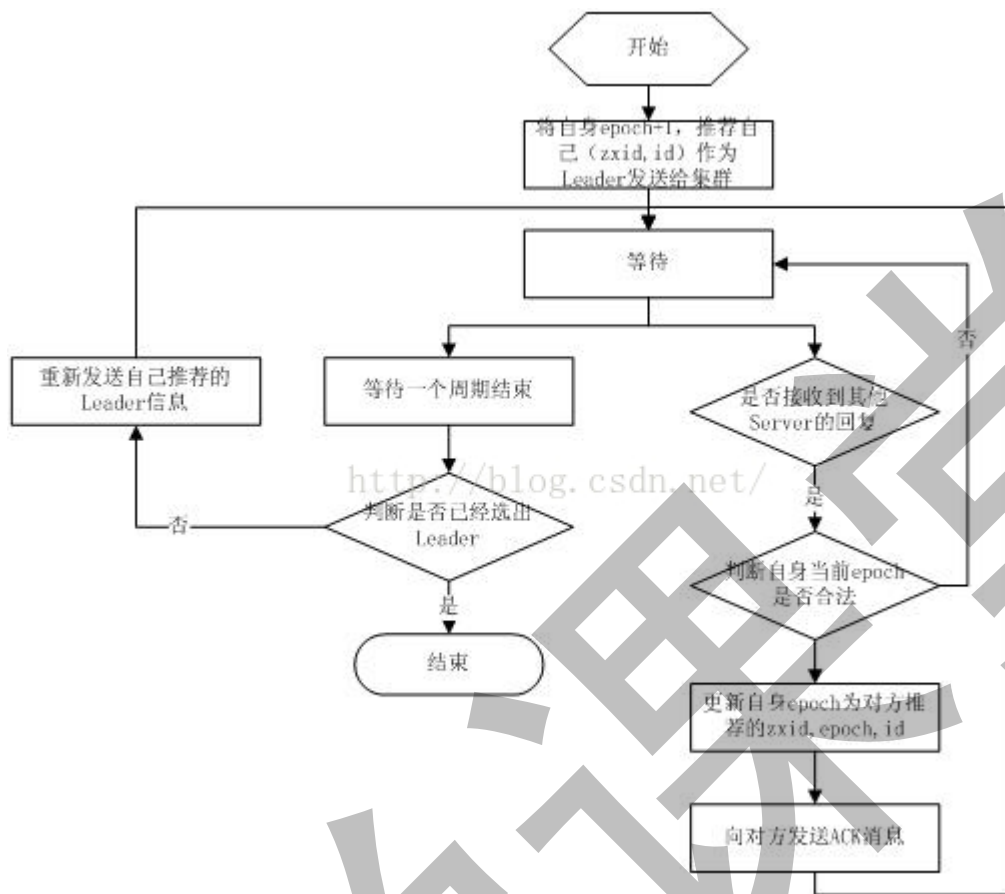 开始
将自身epoch+1，推荐自
己（zxid,id）作为
Leader发送给集群
等待
否
重新发送自己推荐的
Leader信息
等待一个周期结束
是否接收到其他
Server的回复
http://blog.csdn.net/
是
否
判断是否已经选出
Leader
判断自身当前epoch
是否合法
是
结束
更新自身epoch为对方推
荐的zxid,epoch,id
向对方发送ACK消息